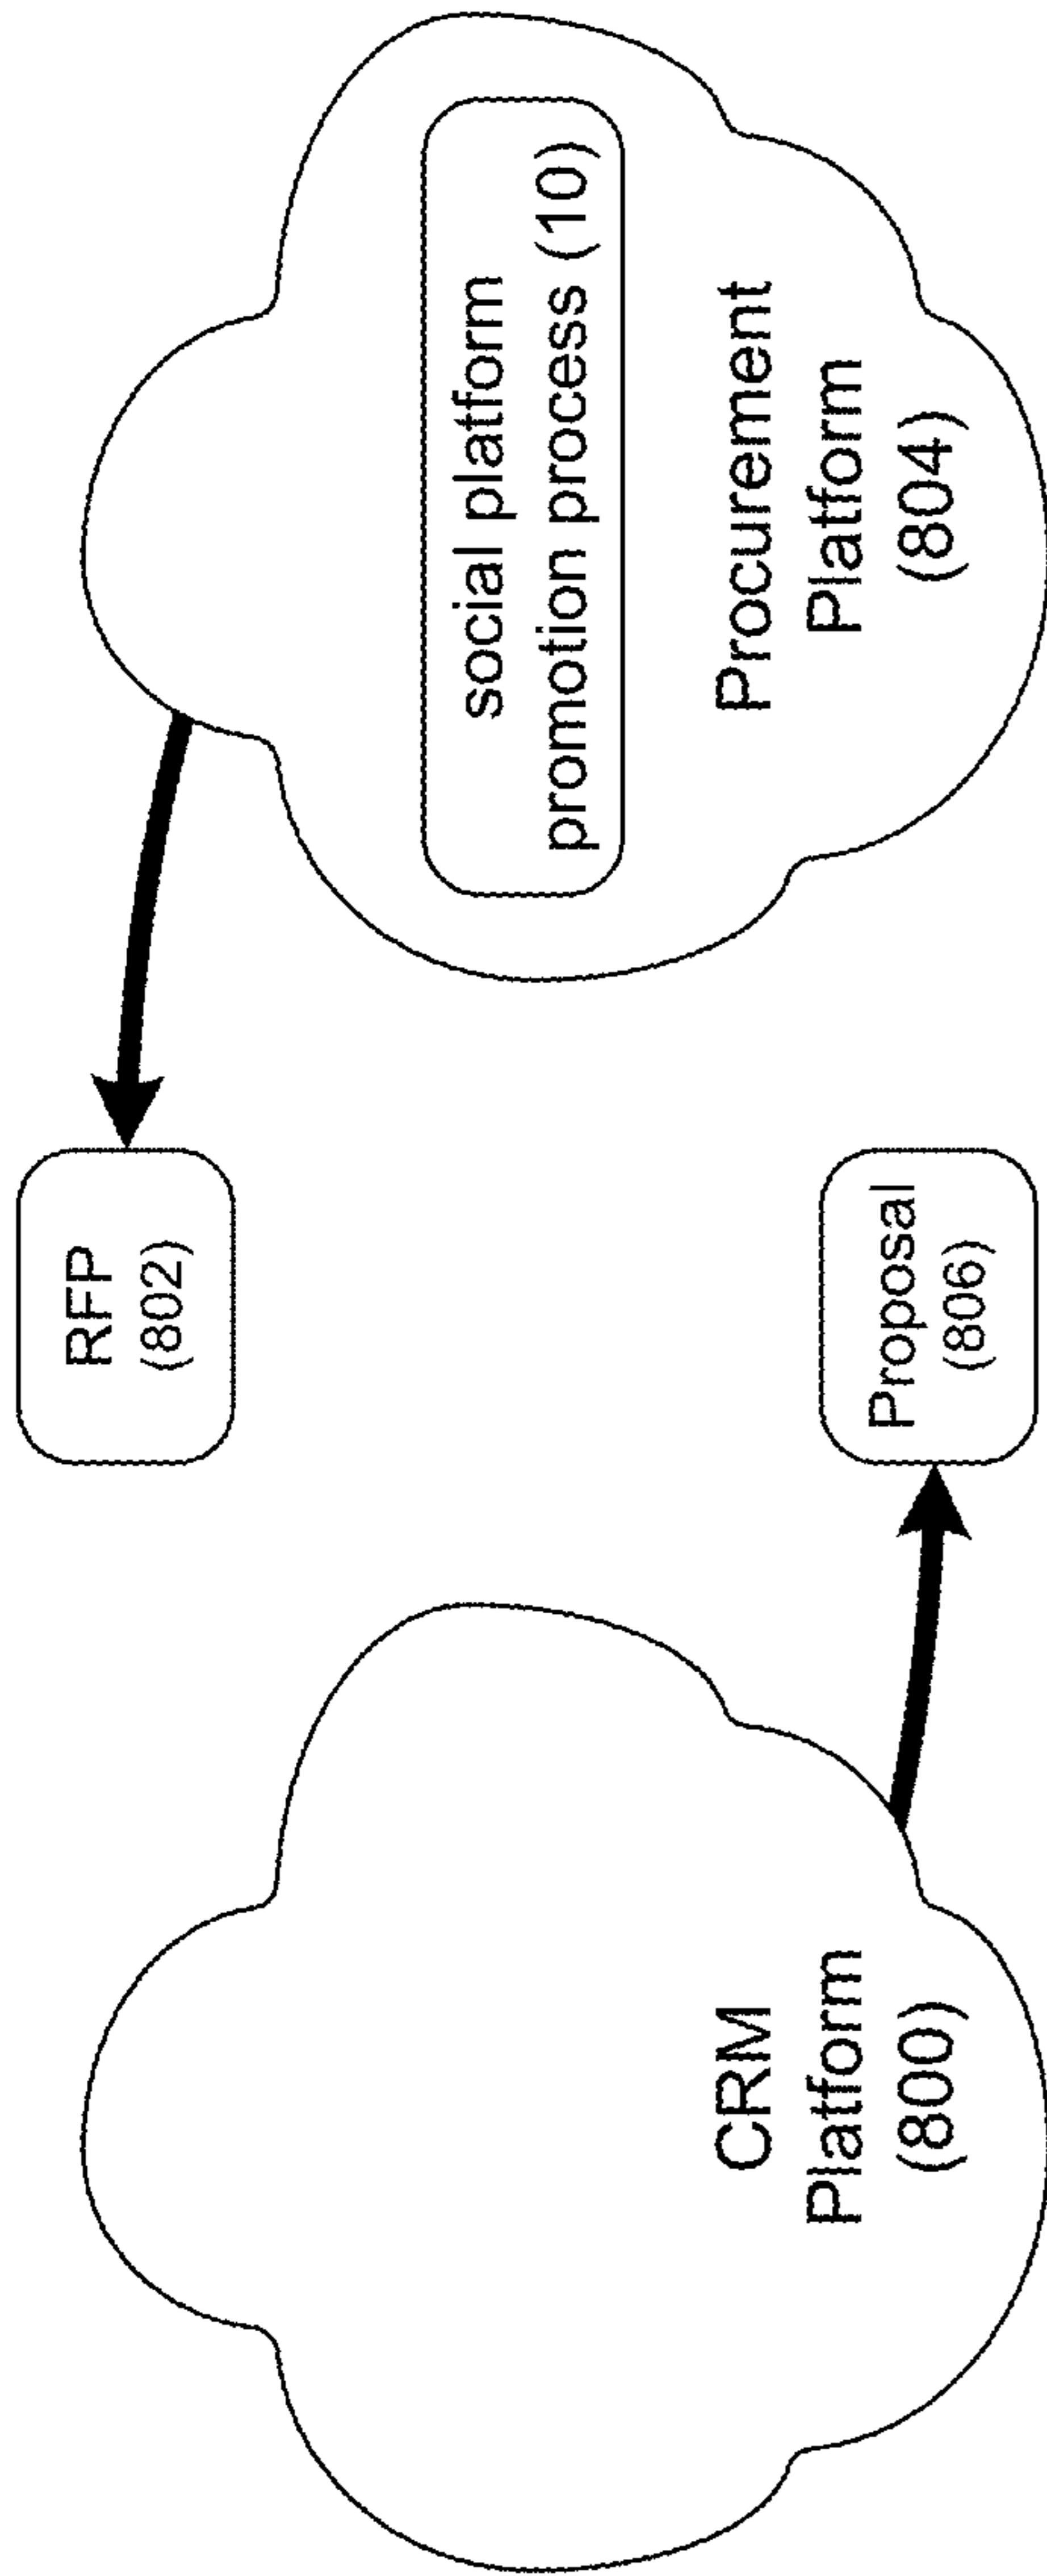 RFP
(802)
CRM
Platform
(800)
Proposal
(806)
social platform
promotion process (10)
Procurement
Platform
(804)